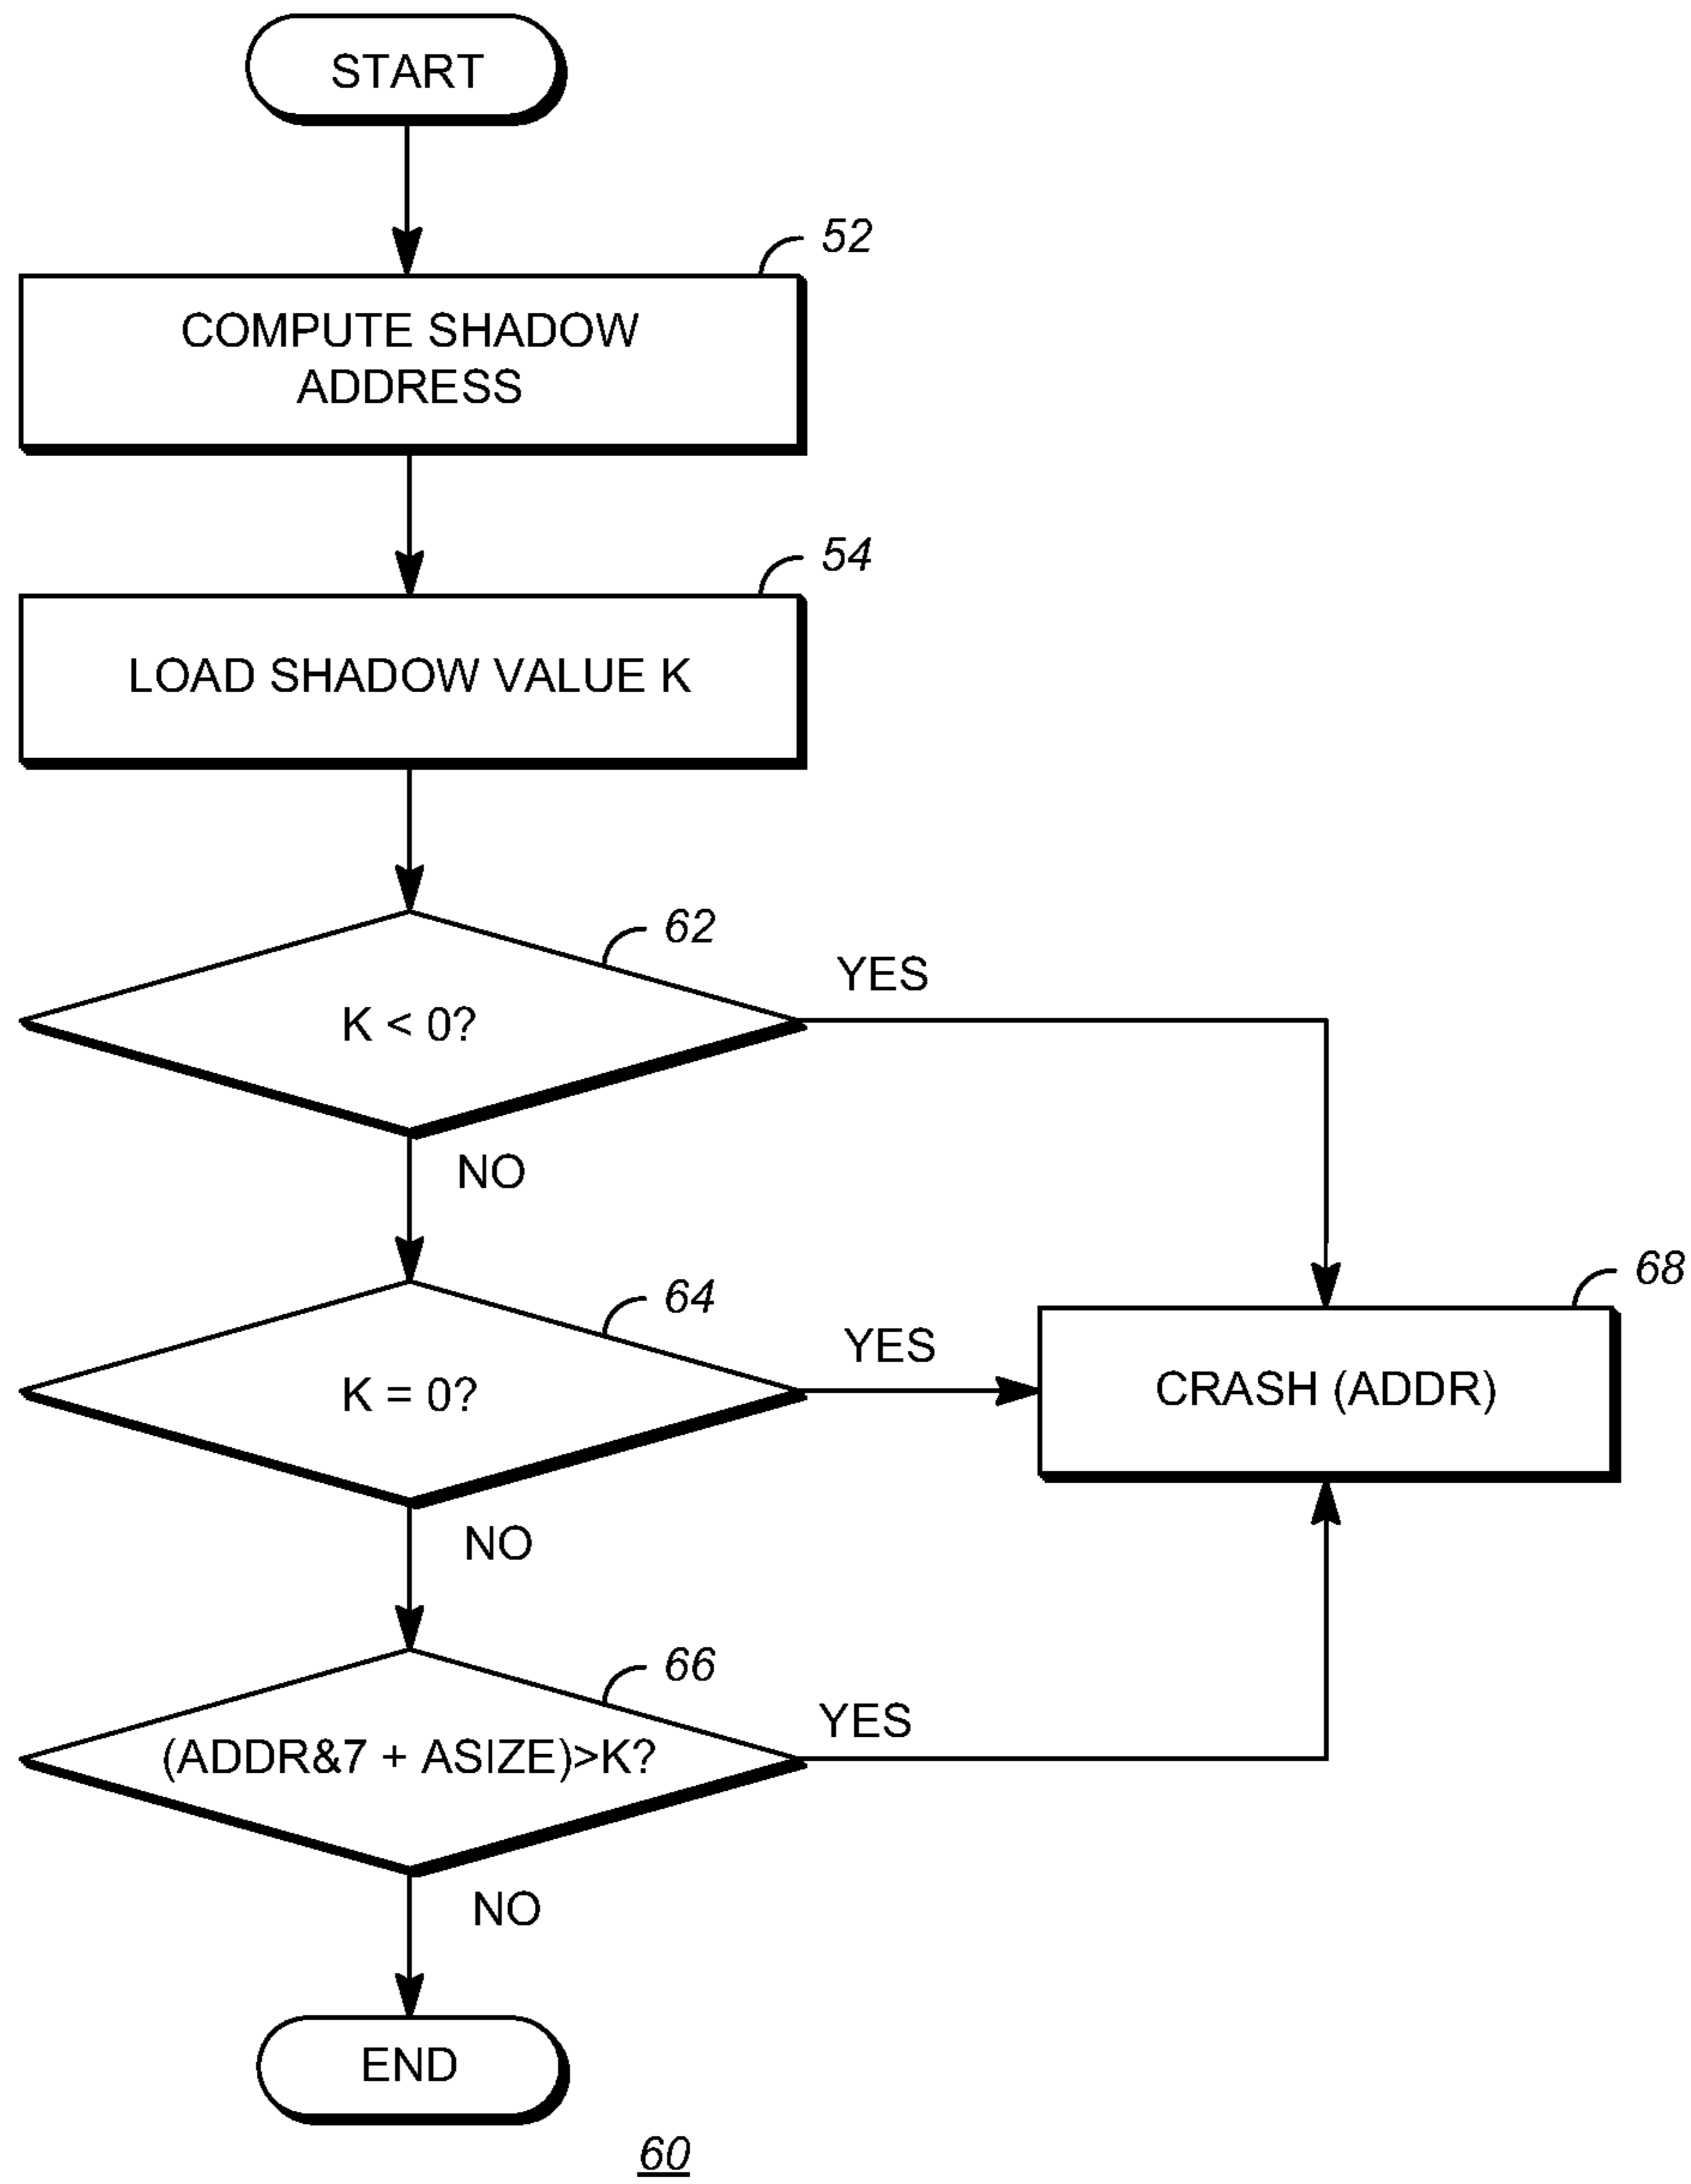 START
52
COMPUTE SHADOW
ADDRESS
54
LOAD SHADOW VALUE K
62
YES
K < 0?
NO
64
68
YES
K = 0?
CRASH (ADDR)
NO
66
YES
(ADDR&7 + ASIZE)>K?
NO
END
60